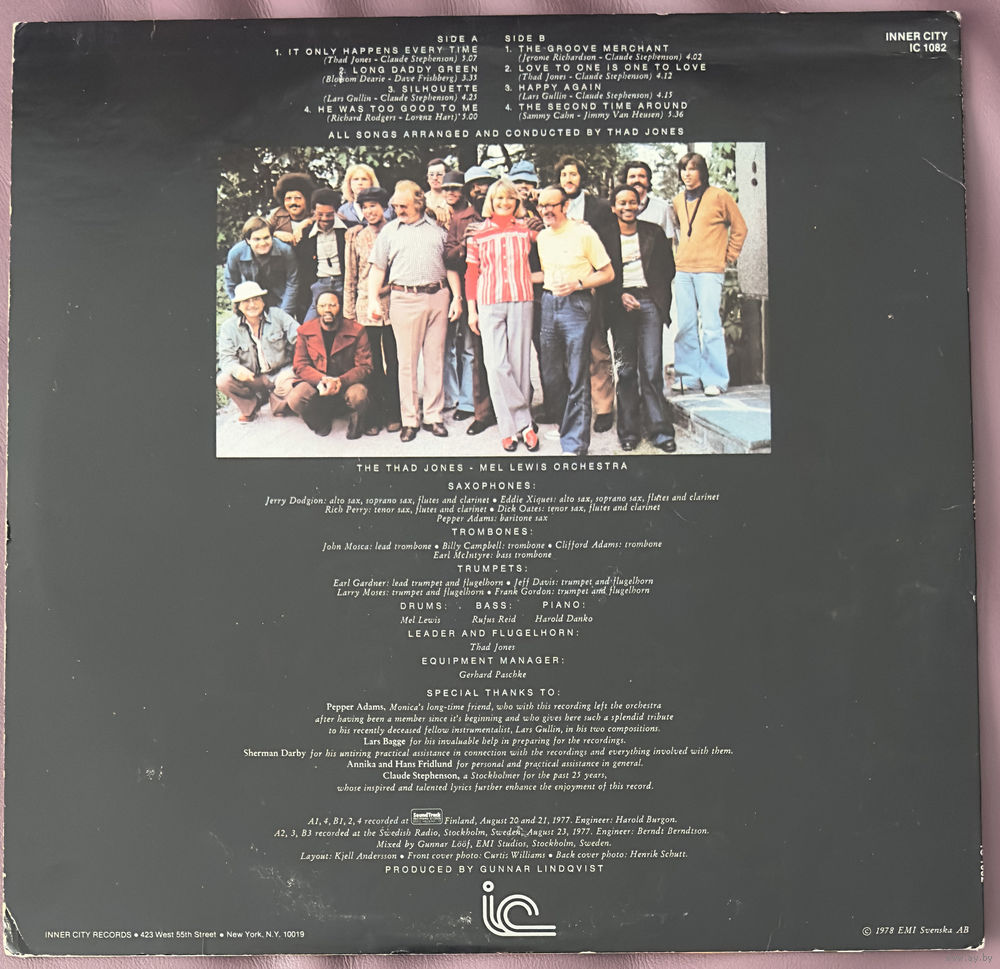 SIDE A
1. IT ONLY HAPPENS EVERY TIME
(Thad Jones - Claude Stephenson) 5.07
2. LONG DADDY GREEN
(Blossom Dearie - Dave Frishberg) 3.35
3. SILHOUETTE
(Lars Gullin - Claude Stephenson) 4.23
4. HE WAS TOO GOOD TO ME
(Richard Rodgers - Lorenz Hart) 5.00
SIDE B
1. THE GROOVE MERCHANT
(Jerome Richardson - Claude Stephenson) 4.02
2. LOVE TO ONE IS ONE TO LOVE
(Thad Jones - Claude Stephenson) 4.12
3. HAPPY AGAIN
(Lars Gullin - Claude Stephenson) 4.15
4. THE SECOND TIME AROUND
(Sammy Cahn - Jimmy Van Heusen) 5.36
INNER CITY
IC 1082
ALL SONGS ARRANGED AND CONDUCTED BY THAD JONES
THE THAD JONES - MEL LEWIS ORCHESTRA
SAXOPHONES:
Jerry Dodgion: alto sax, soprano sax, flutes and clarinet • Eddie Xiques: alto sax, soprano sax, flutes and clarinet
Rich Perry: tenor sax, flutes and clarinet • Dick Oates: tenor sax, flutes and clarinet
Pepper Adams: baritone sax
TROMBONES:
John Mosca: lead trombone • Billy Campbell: trombone • Clifford Adams: trombone
Earl McIntyre: bass trombone
TRUMPETS:
Earl Gardner: lead trumpet and flugelhorn • Jeff Davis: trumpet and flugelhorn
Larry Moses: trumpet and flugelhorn • Frank Gordon: trumpet and flugelhorn
DRUMS: BASS: PIANO:
Mel Lewis Rufus Reid Harold Danko
LEADER AND FLUGELHORN:
Thad Jones
EQUIPMENT MANAGER:
Gerhard Paschke
SPECIAL THANKS TO:
Pepper Adams, Monica's long-time friend, who with this recording left the orchestra
after having been a member since it's beginning and who gives here such a splendid tribute
to his recently deceased fellow instrumentalist, Lars Gullin, in his two compositions.
Lars Bagge for his invaluable help in preparing for the recordings.
Sherman Darby for his untiring practical assistance in connection with the recordings and everything involved with them.
Annika and Hans Fridlund for personal and practical assistance in general.
Claude Stephenson, a Stockholmer for the past 25 years,
whose inspired and talented lyrics further enhance the enjoyment of this record.
A1, 4, B1, 2, 4 recorded at SoundTrack Finland, August 20 and 21, 1977. Engineer: Harold Burgon.
A2, 3, B3 recorded at the Swedish Radio, Stockholm, Sweden, August 23, 1977. Engineer: Berndt Berndtson.
Mixed by Gunnar Lööf, EMI Studios, Stockholm, Sweden.
Layout: Kjell Andersson • Front cover photo: Curtis Williams • Back cover photo: Henrik Schutt.
PRODUCED BY GUNNAR LINDQVIST
ic
INNER CITY RECORDS • 423 West 55th Street • New York, N.Y. 10019
© 1978 EMI Svenska AB
www.ay.by